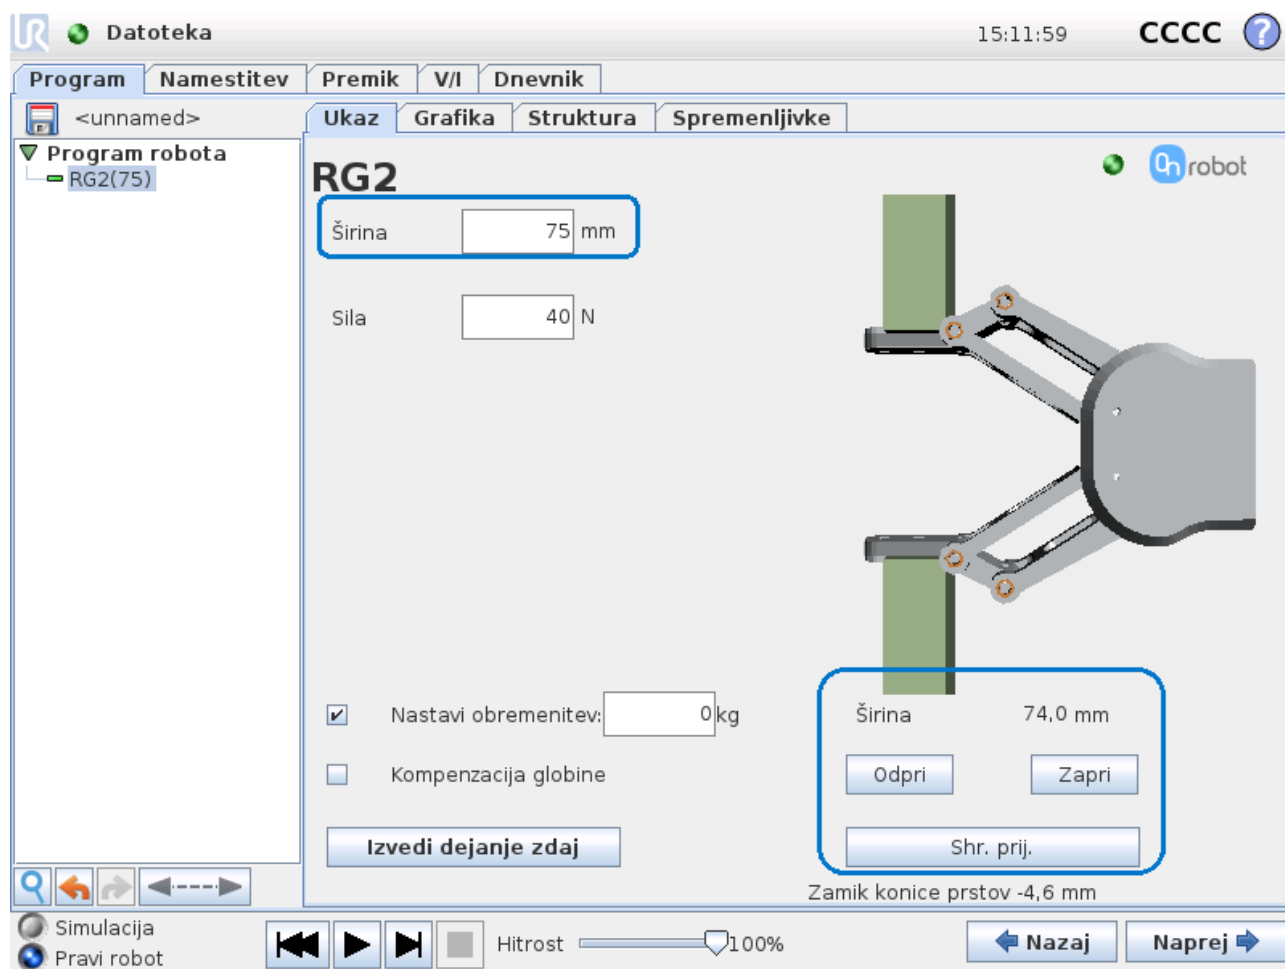 Datoteka 15:11:59 CCCC ?
Program Namestitev Premik V/I Dnevnik
<unnamed> Ukaz Grafika Struktura Spremenljivke
Program robota
RG2(75)
RG2
On robot
Širina 75 mm
Sila 40 N
Nastavi obremenitev: 0 kg
Širina 74,0 mm
Kompenzacija globine
Odpri Zapri
Izvedi dejanje zdaj
Shr. prij.
Zamik konice prstov -4,6 mm
Simulacija
Pravi robot
Hitrost 100%
Nazaj Naprej